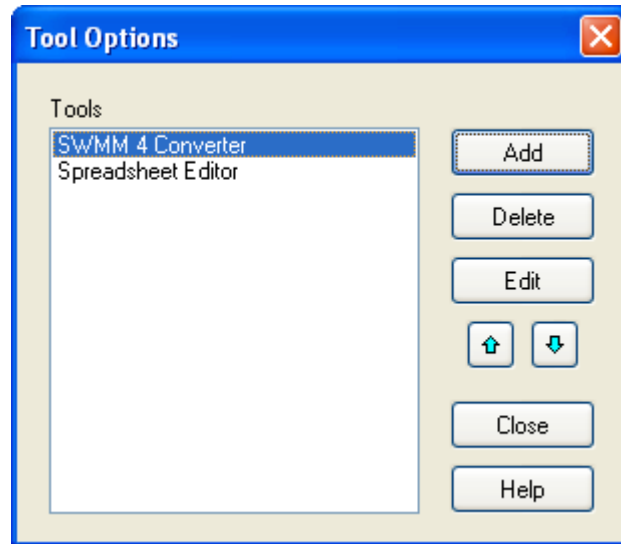 Tool Options
Tools
SWMM 4 Converter
Spreadsheet Editor
Add
Delete
Edit
Close
Help